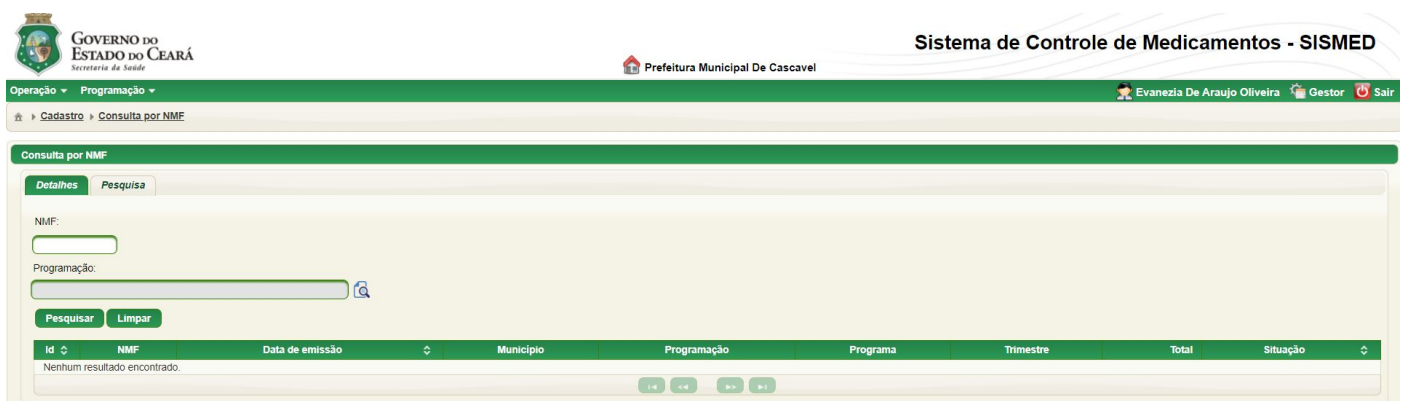 GOVERNO DO
ESTADO DO CEARÁ
Secretaria da Saúde
Prefeitura Municipal De Cascavel
Sistema de Controle de Medicamentos - SISMED
Operação Programação Evanezia De Araujo Oliveira Gestor Sair
Cadastro Consulta por NMF
Consulta por NMF
Detalhes Pesquisa
NMF:
Programação:
Pesquisar Limpar
Id NMF Data de emissão Município Programação Programa Trimestre Total Situação
Nenhum resultado encontrado.